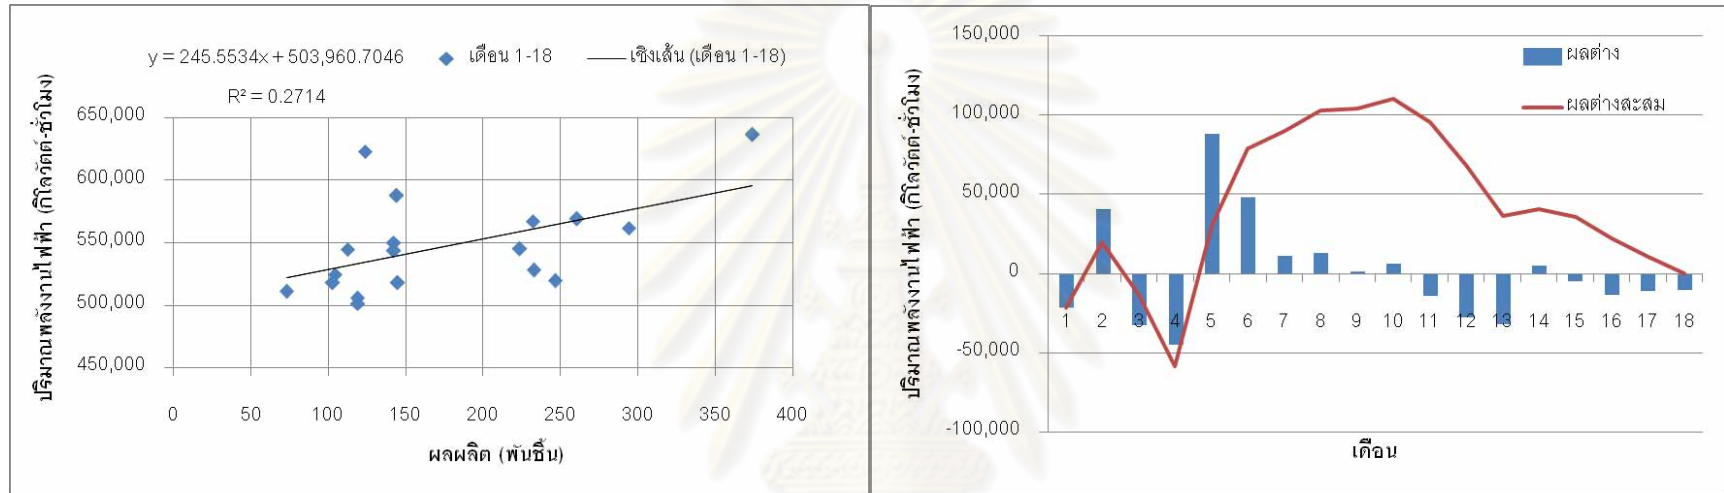 y = 245.5534x + 503,960.7046
เดือน 1-18
เชิงเส้น (เดือน 1-18)
R² = 0.2714
ปริมาณพลังงานไฟฟ้า (กิโลวัตต์-ชั่วโมง)
650,000
600,000
550,000
500,000
450,000
0 50 100 150 200 250 300 350 400
ผลผลิต (พันชิ้น)
ปริมาณพลังงานไฟฟ้า (กิโลวัตต์-ชั่วโมง)
150,000
100,000
50,000
0
-50,000
-100,000
ผลต่าง
ผลต่างสะสม
1 2 3 4 5 6 7 8 9 10 11 12 13 14 15 16 17 18
เดือน